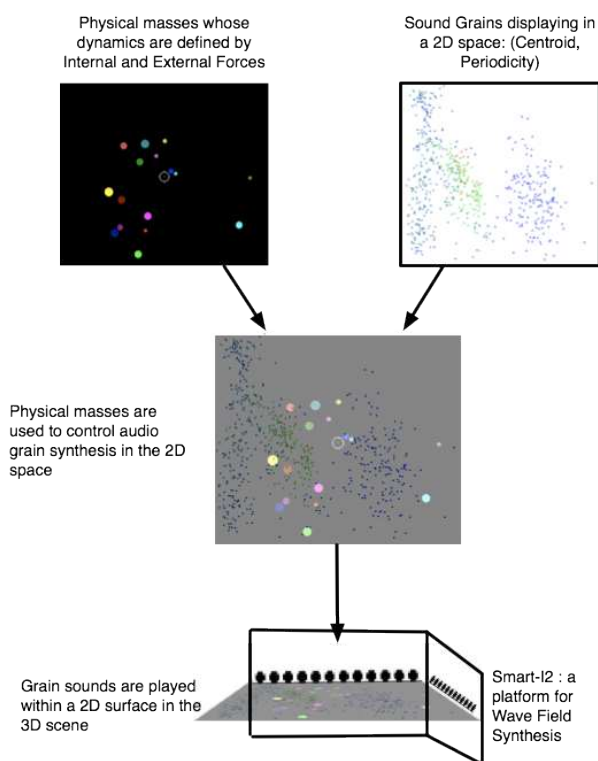 Physical masses whose
dynamics are defined by
Internal and External Forces
Sound Grains displaying in
a 2D space: (Centroid,
Periodicity)
Physical masses are
used to control audio
grain synthesis in the 2D
space
Grain sounds are played
within a 2D surface in the
3D scene
Smart-I2 : a
platform for
Wave Field
Synthesis